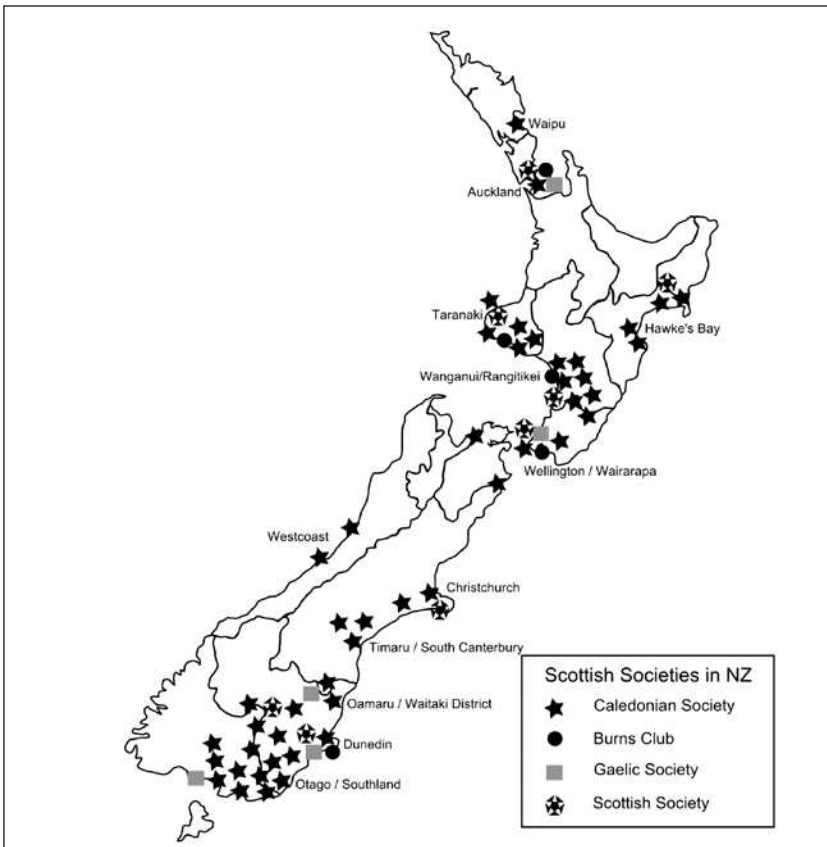 Waipu
Auckland
Taranaki
Hawke's Bay
Wanganui/Rangitikei
Wellington / Wairarapa
Westcoast
Christchurch
Timaru / South Canterbury
Oamaru / Waitaki District
Dunedin
Otago / Southland
Scottish Societies in NZ
Caledonian Society
Burns Club
Gaelic Society
Scottish Society